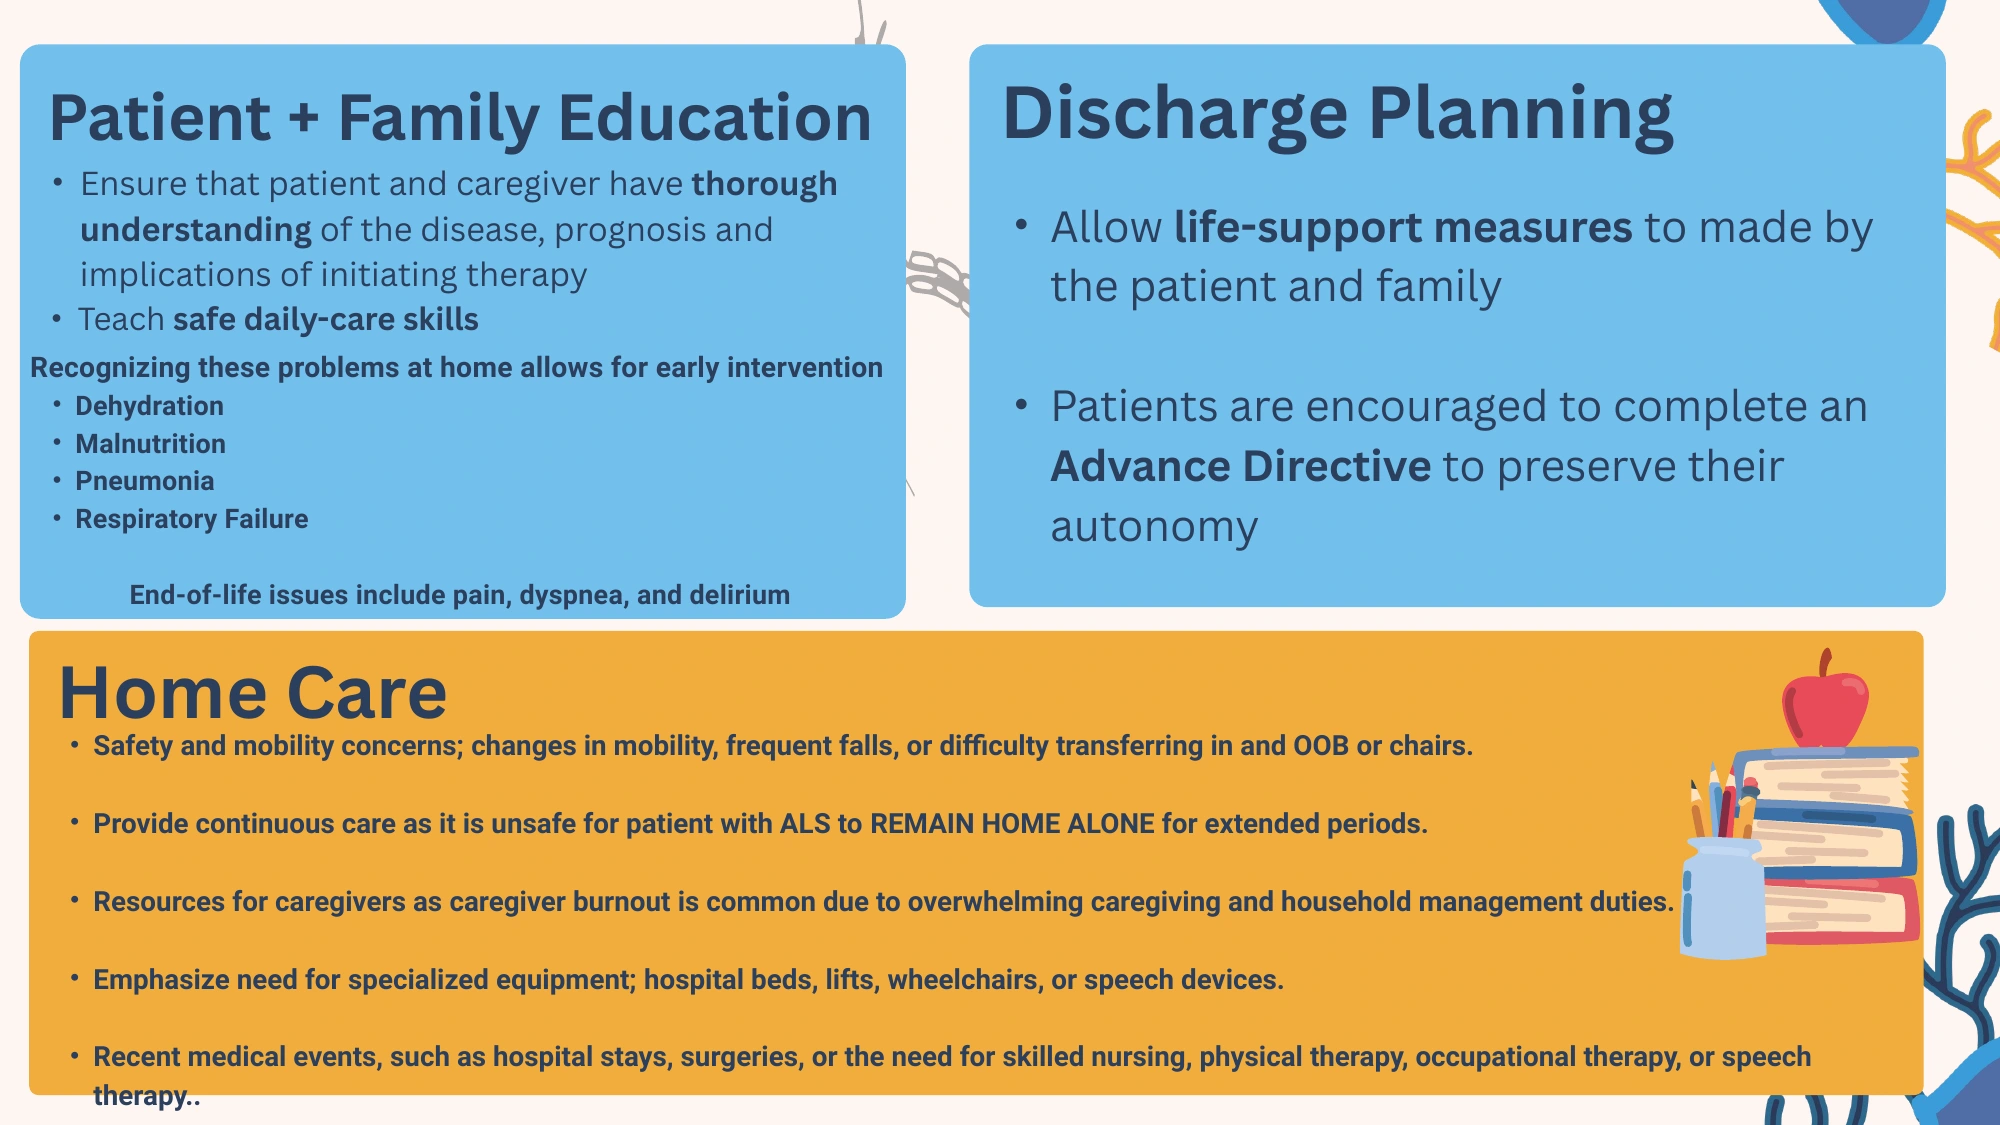 Patient + Family Education
• Ensure that patient and caregiver have thorough
understanding of the disease, prognosis and
implications of initiating therapy
• Teach safe daily-care skills
Recognizing these problems at home allows for early intervention
• Dehydration
• Malnutrition
• Pneumonia
• Respiratory Failure
End-of-life issues include pain, dyspnea, and delirium
Discharge Planning
• Allow life-support measures to made by
the patient and family
• Patients are encouraged to complete an
Advance Directive to preserve their
autonomy
Home Care
• Safety and mobility concerns; changes in mobility, frequent falls, or difficulty transferring in and OOB or chairs.
• Provide continuous care as it is unsafe for patient with ALS to REMAIN HOME ALONE for extended periods.
• Resources for caregivers as caregiver burnout is common due to overwhelming caregiving and household management duties.
• Emphasize need for specialized equipment; hospital beds, lifts, wheelchairs, or speech devices.
• Recent medical events, such as hospital stays, surgeries, or the need for skilled nursing, physical therapy, occupational therapy, or speech
therapy..